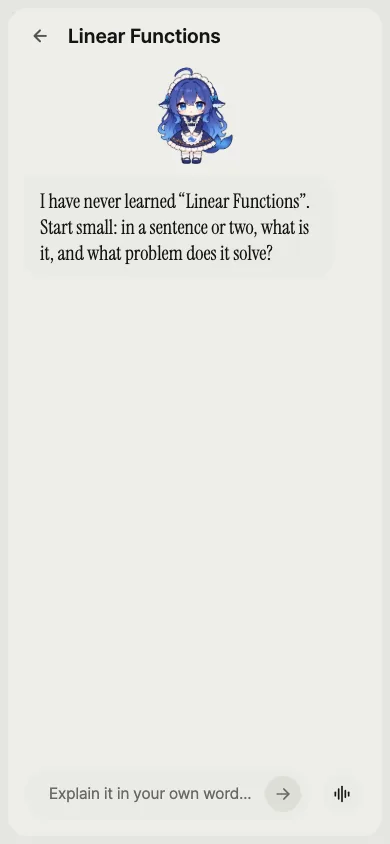 Linear Functions
I have never learned “Linear Functions”.
Start small: in a sentence or two, what is
it, and what problem does it solve?
Explain it in your own word...